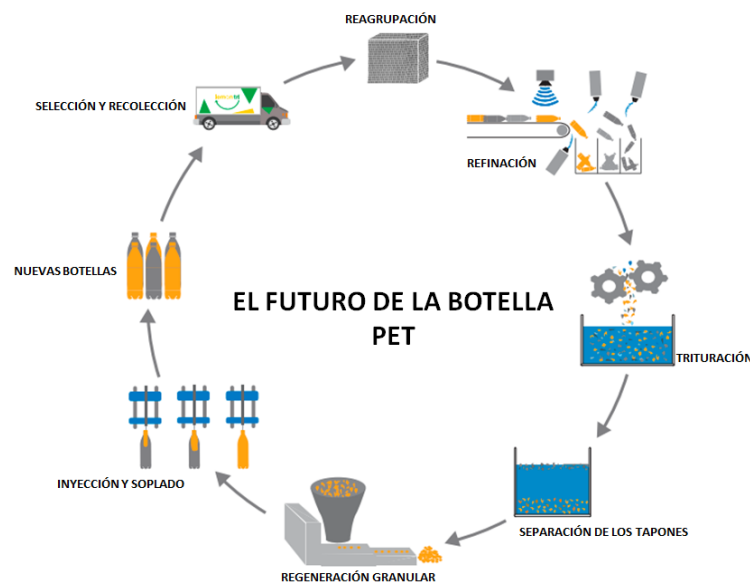 REAGRUPACIÓN
SELECCIÓN Y RECOLECCIÓN
REFINACIÓN
NUEVAS BOTELLAS
EL FUTURO DE LA BOTELLA
PET
TRITURACIÓN
INYECCIÓN Y SOPLADO
SEPARACIÓN DE LOS TAPONES
REGENERACIÓN GRANULAR